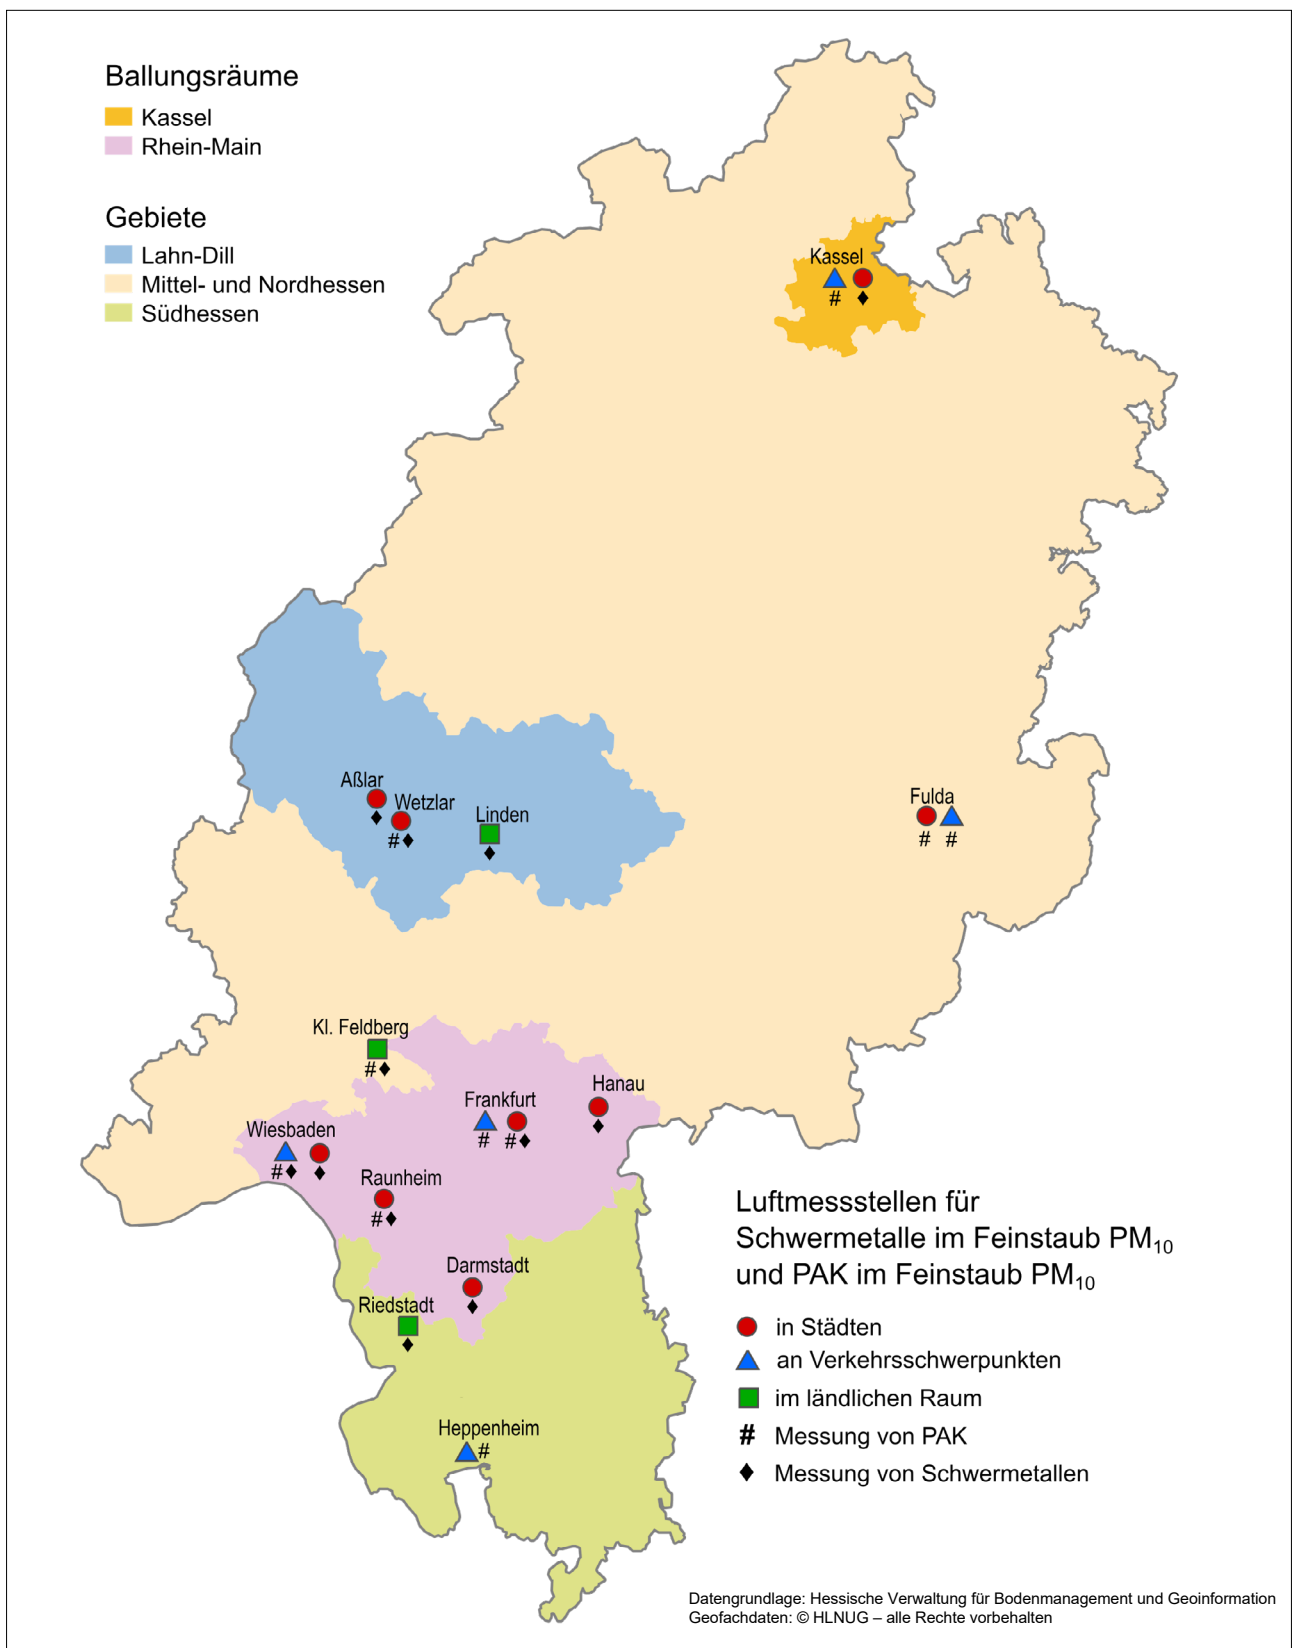 Ballungsräume
Kassel
Rhein-Main
Gebiete
Lahn-Dill
Mittel- und Nordhessen
Südhessen
Kassel
#
Aßlar
Wetzlar
#
Linden
Fulda
# #
Kl. Feldberg
#
Hanau
Frankfurt
# #
Wiesbaden
#
Raunheim
#
Darmstadt
Riedstadt
Heppenheim
#
Luftmessstellen für
Schwermetalle im Feinstaub PM₁₀
und PAK im Feinstaub PM₁₀
in Städten
an Verkehrsschwerpunkten
im ländlichen Raum
# Messung von PAK
♦ Messung von Schwermetallen
Datengrundlage: Hessische Verwaltung für Bodenmanagement und Geoinformation
Geofachdaten: © HLNUG – alle Rechte vorbehalten